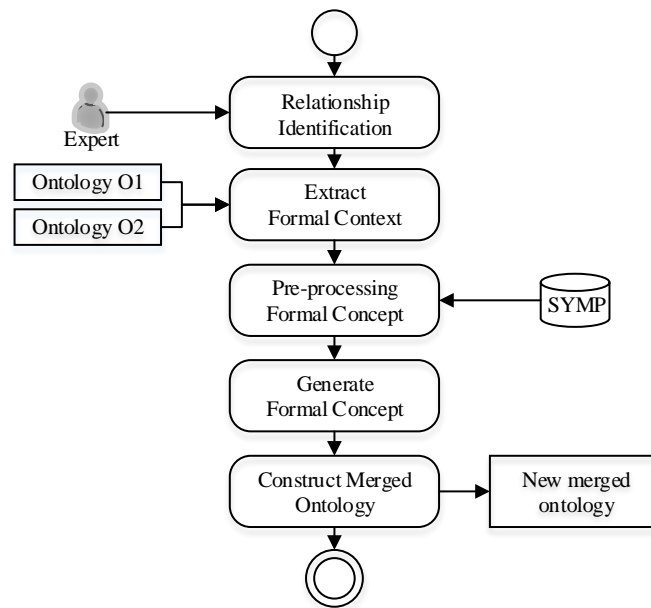 Relationship
Identification
Expert
Ontology O1
Ontology O2
Extract
Formal Context
Pre-processing
Formal Concept
SYMP
Generate
Formal Concept
Construct Merged
Ontology
New merged
ontology